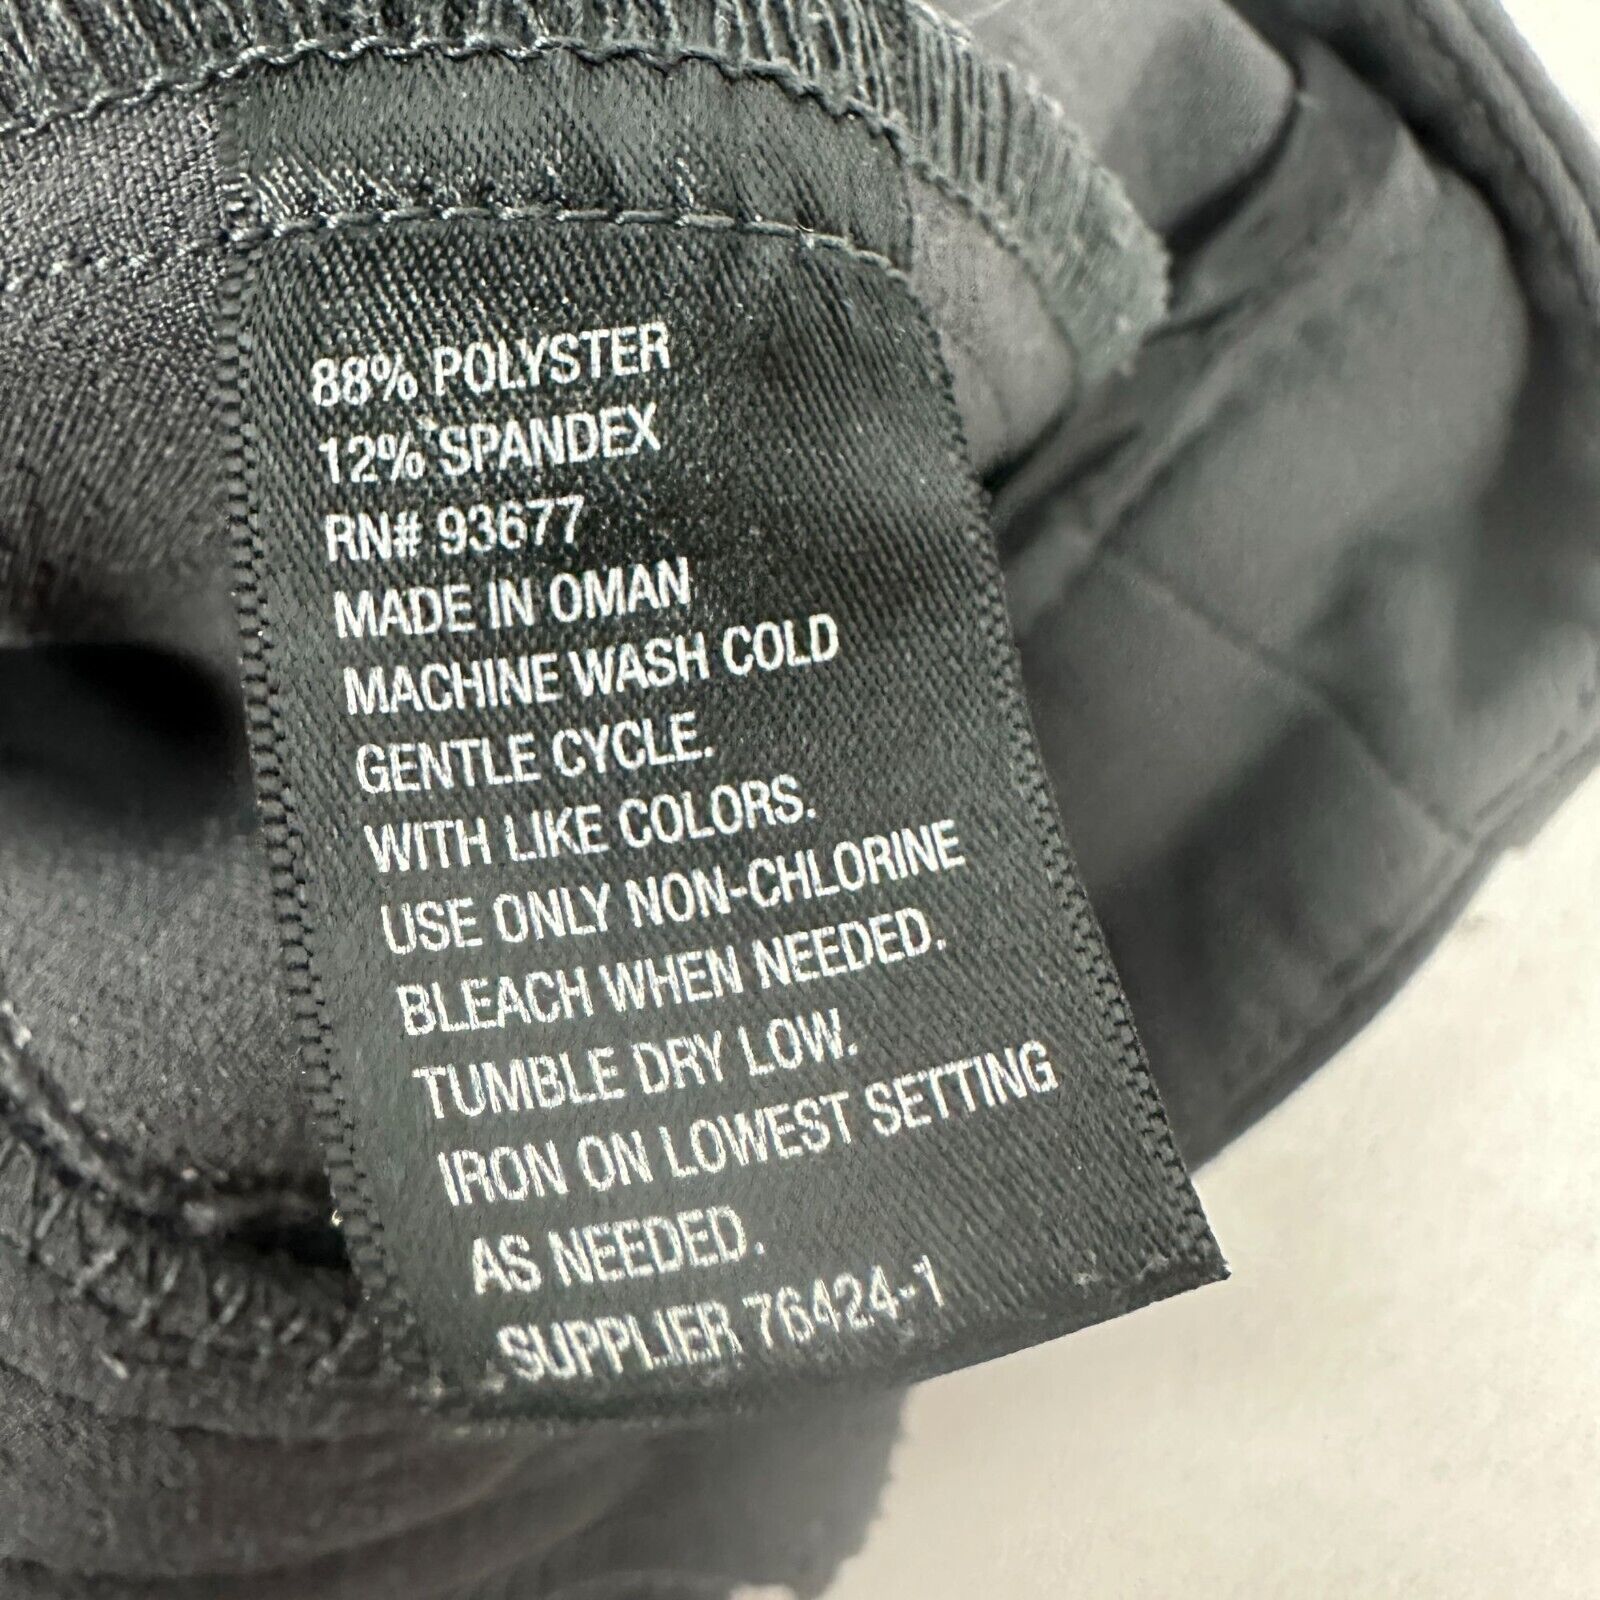 88% POLYSTER
12% SPANDEX
RN# 93677
MADE IN OMAN
MACHINE WASH COLD
GENTLE CYCLE.
WITH LIKE COLORS.
USE ONLY NON-CHLORINE
BLEACH WHEN NEEDED.
TUMBLE DRY LOW.
IRON ON LOWEST SETTING
AS NEEDED.
SUPPLIER 76424-1